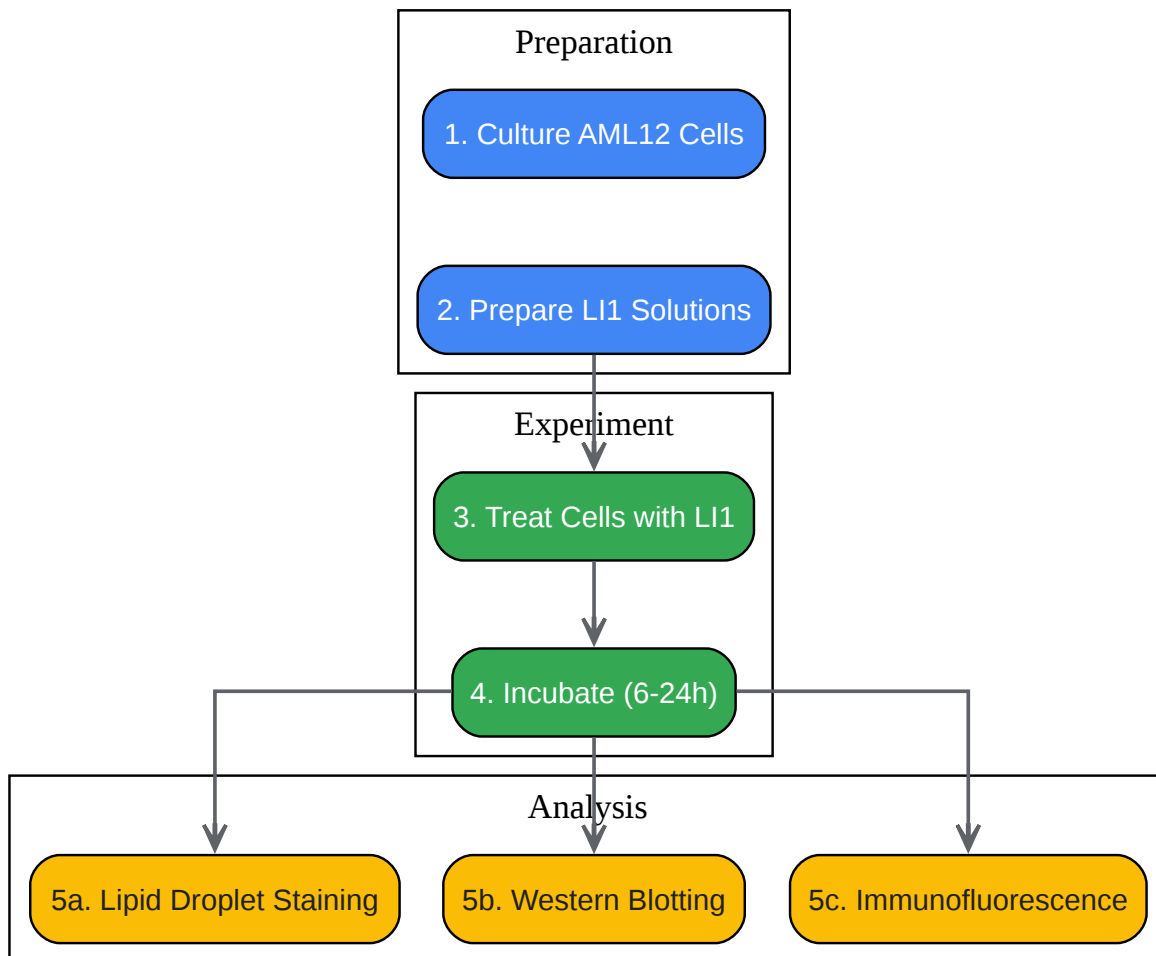 Preparation
1. Culture AML12 Cells
2. Prepare LI1 Solutions
Experiment
3. Treat Cells with LI1
4. Incubate (6-24h)
Analysis
5a. Lipid Droplet Staining
5b. Western Blotting
5c. Immunofluorescence